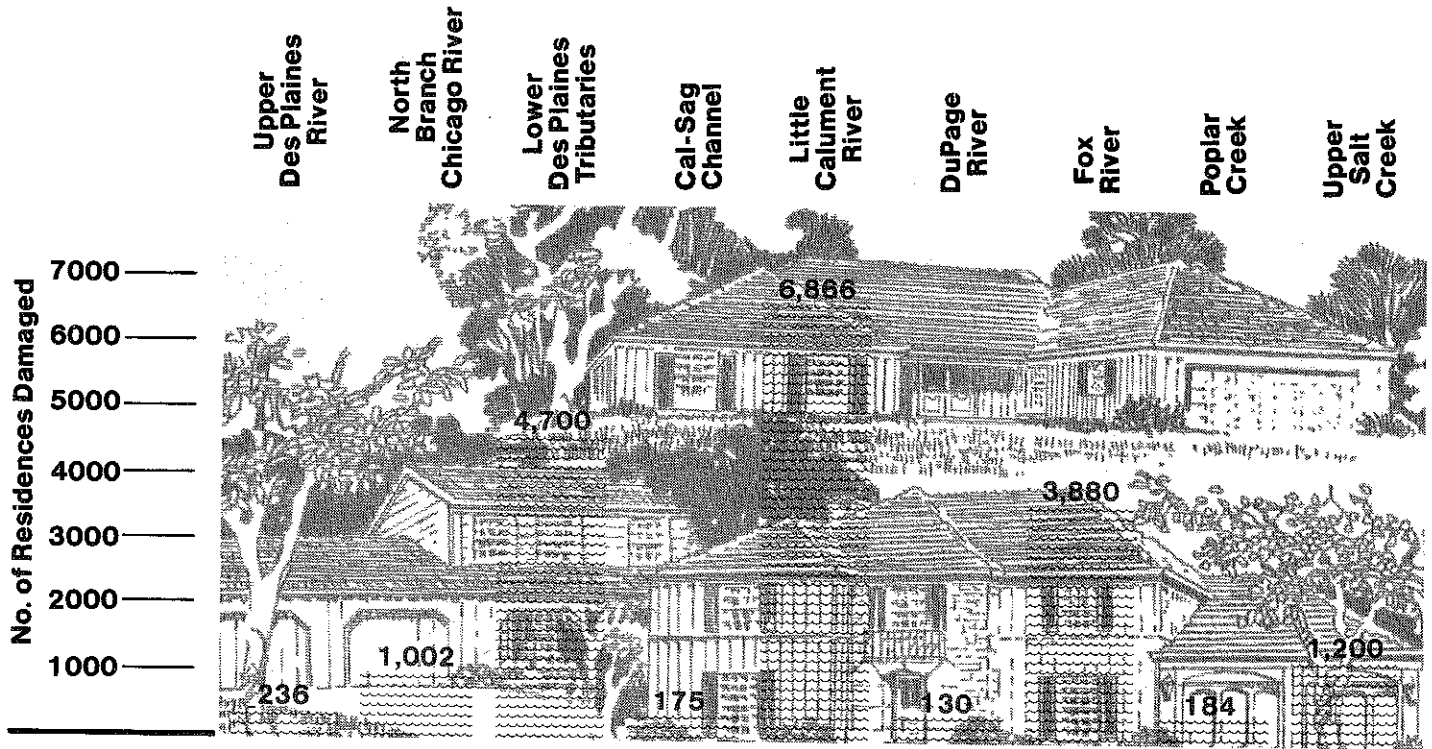 Upper
Des Plaines
River
North
Branch
Chicago River
Lower
Des Plaines
Tributaries
Cal-Sag
Channel
Little
Calument
River
DuPage
River
Fox
River
Poplar
Creek
Upper
Salt
Creek
No. of Residences Damaged
7000
6000
5000
4000
3000
2000
1000
236
1,002
4,700
175
6,866
130
3,880
184
1,200